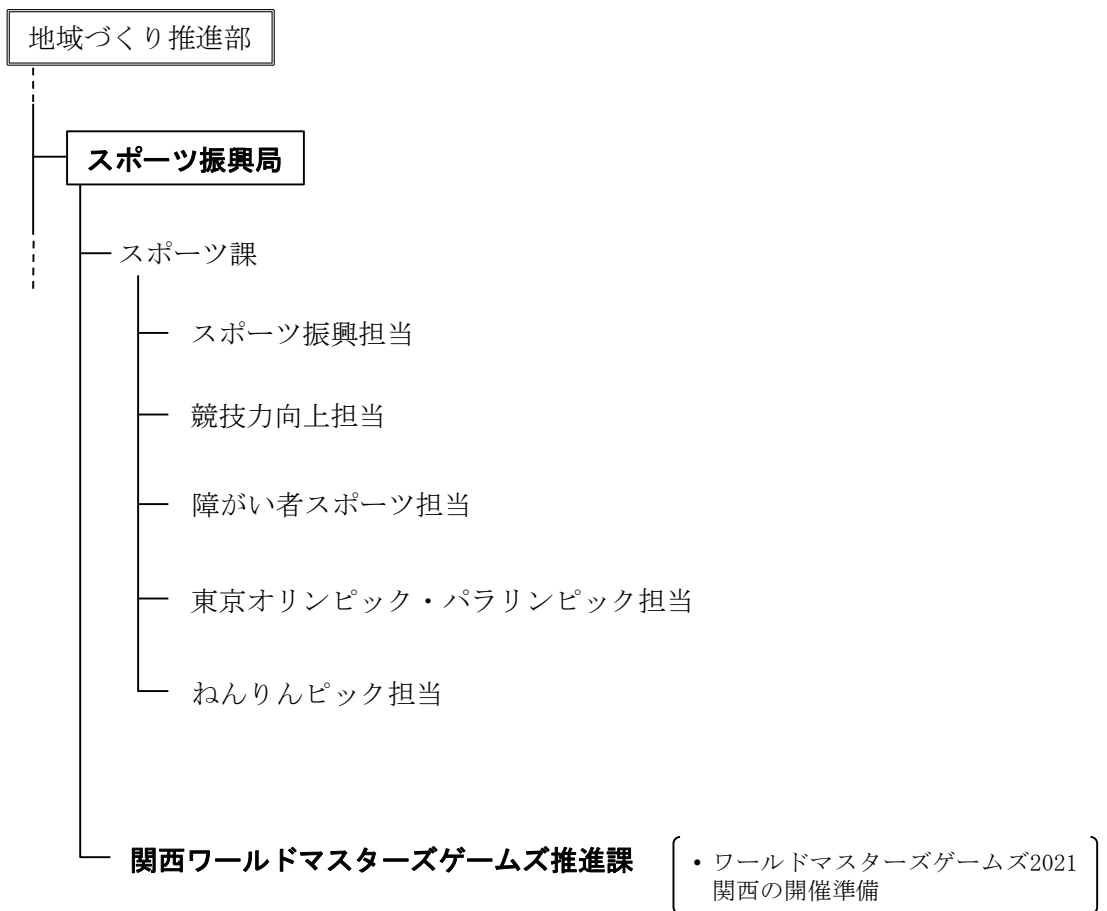 地域づくり推進部
スポーツ振興局
スポーツ課
スポーツ振興担当
競技力向上担当
障がい者スポーツ担当
東京オリンピック・パラリンピック担当
ねんりんピック担当
関西ワールドマスターズゲームズ推進課
・ワールドマスターズゲームズ2021
関西の開催準備